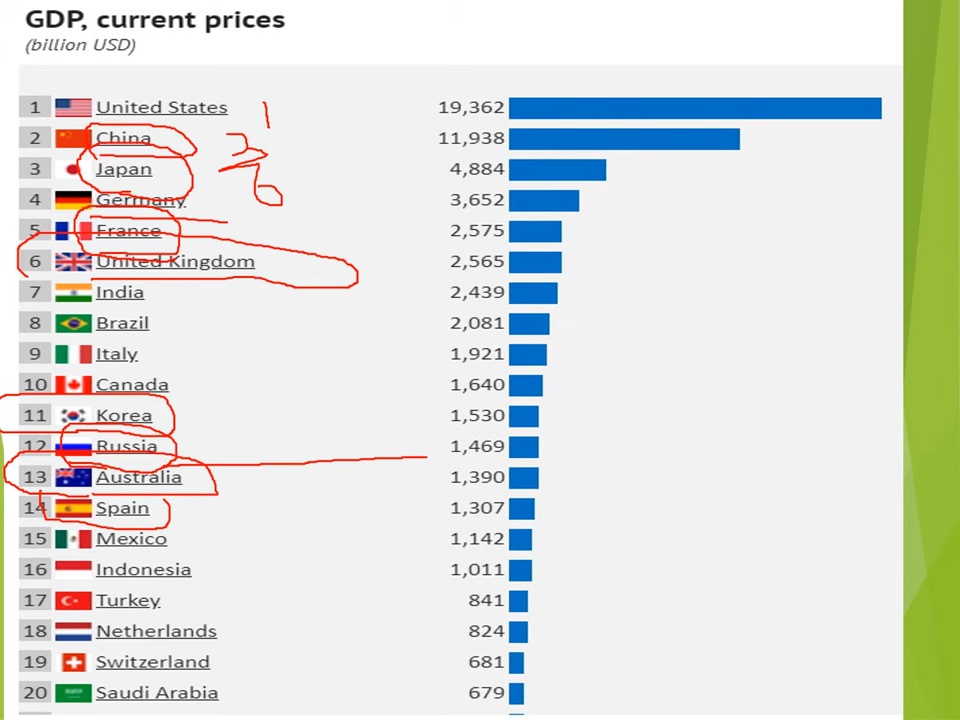 GDP, current prices
(billion USD)
1 United States 19,362
2 China 11,938
3 Japan 4,884
4 Germany 3,652
5 France 2,575
6 United Kingdom 2,565
7 India 2,439
8 Brazil 2,081
9 Italy 1,921
10 Canada 1,640
11 Korea 1,530
12 Russia 1,469
13 Australia 1,390
14 Spain 1,307
15 Mexico 1,142
16 Indonesia 1,011
17 Turkey 841
18 Netherlands 824
19 Switzerland 681
20 Saudi Arabia 679